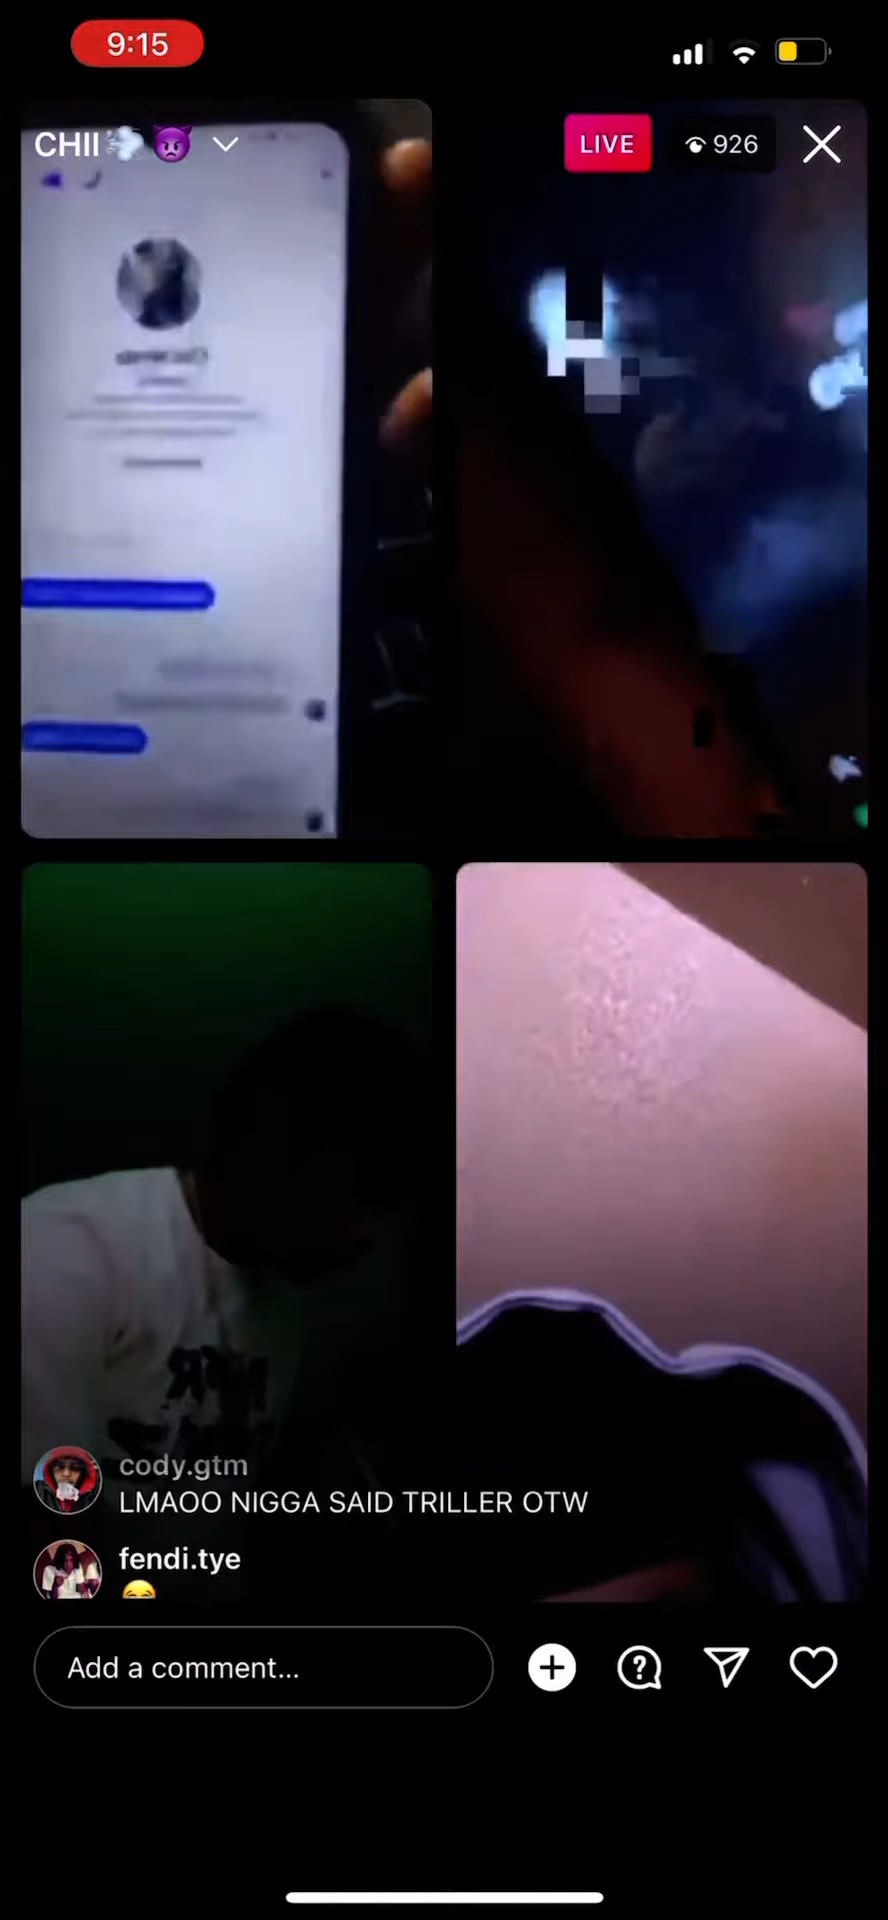 9:15
CHII💨😈
LIVE
926
cody.gtm
LMAOO NIGGA SAID TRILLER OTW
fendi.tye
😂
Add a comment...